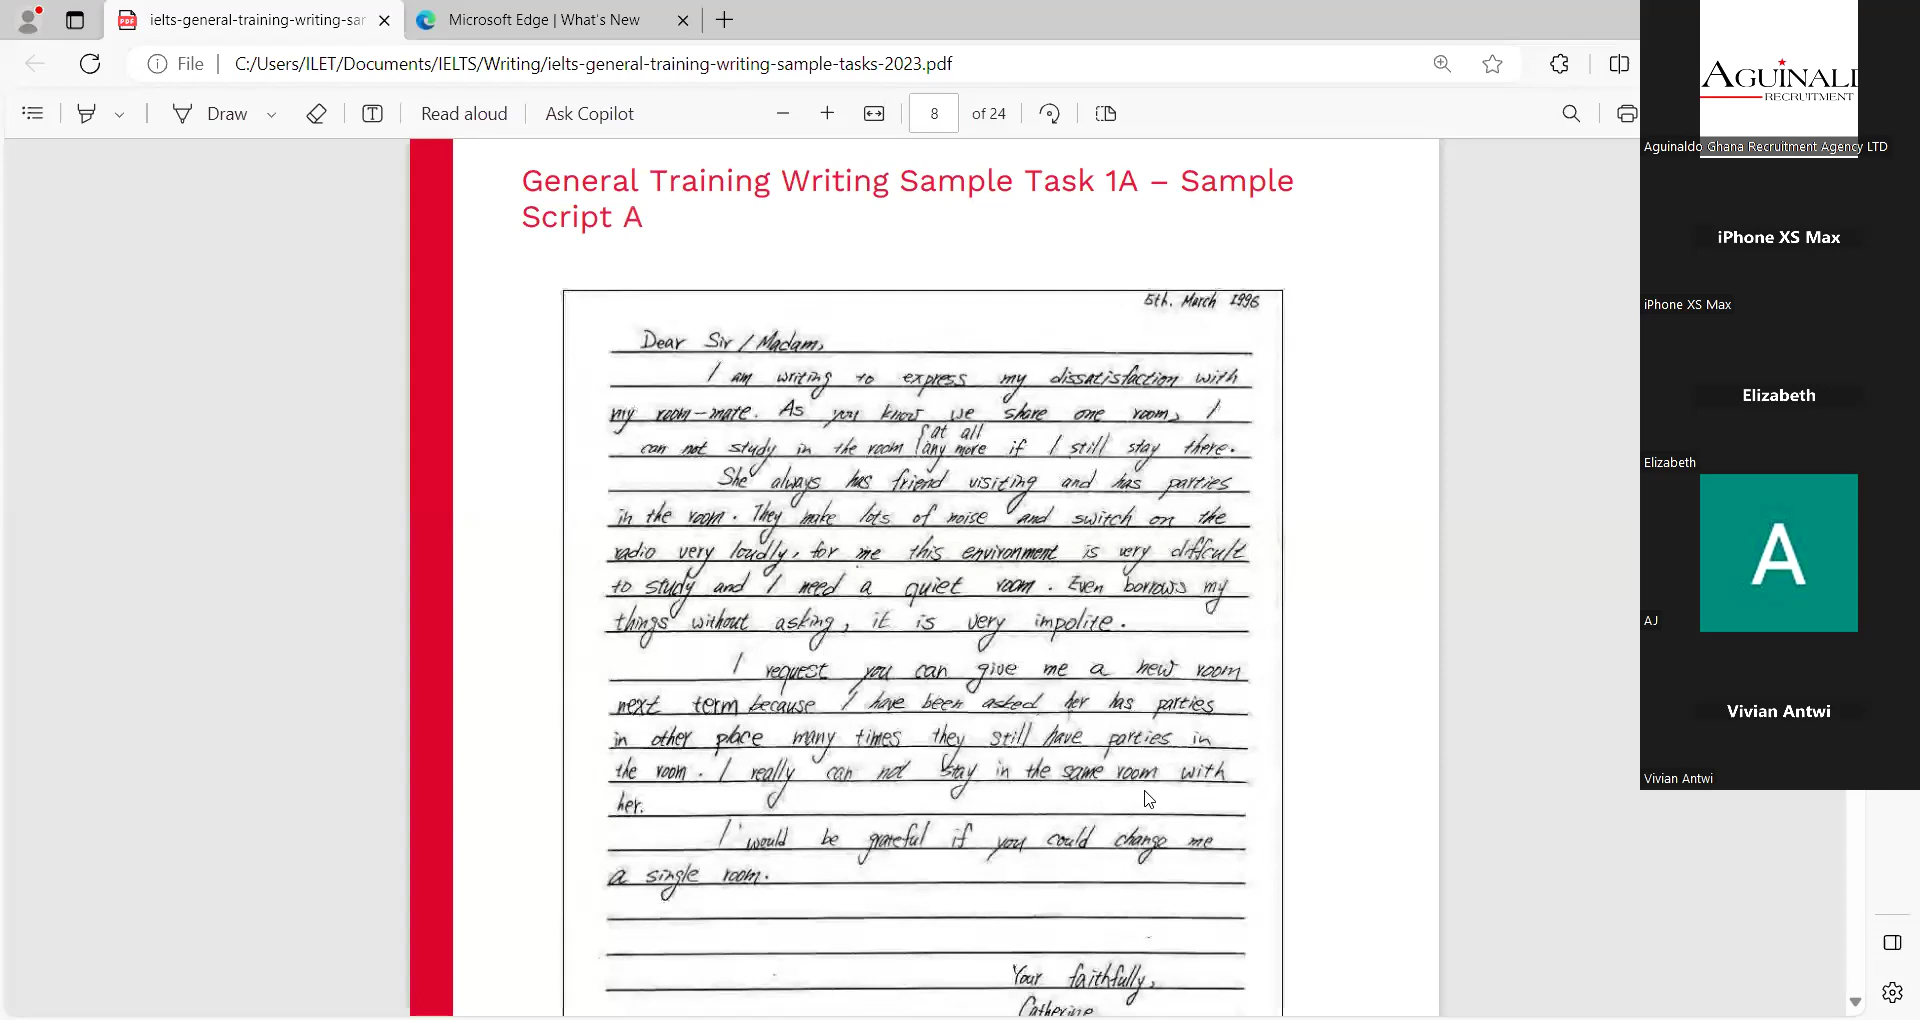 ielts-general-training-writing-sar
Microsoft Edge | What's New
File
C:/Users/ILET/Documents/IELTS/Writing/ielts-general-training-writing-sample-tasks-2023.pdf
Draw
Read aloud
Ask Copilot
8
of 24
General Training Writing Sample Task 1A – Sample
Script A
5th. March 1996
Dear Sir / Madam,
I am writing to express my dissatisfaction with
my room-mate. As you know we share one room, I
at all
can not study in the room any more if I still stay there.
She always has friend visiting and has parties
in the room. They make lots of noise and switch on the
radio very loudly, for me this environment is very difficult
to study and I need a quiet room. Even borrows my
things without asking, it is very impolite.
I request you can give me a new room
next term because I have been asked her has parties
in other place many times they still have parties in
the room. I really can not stay in the same room with
her.
I would be grateful if you could change me
a single room.
Your faithfully,
Catherine
AGUINALI
RECRUITMENT
Aguinaldo Ghana Recruitment Agency LTD
iPhone XS Max
iPhone XS Max
Elizabeth
Elizabeth
A
AJ
Vivian Antwi
Vivian Antwi